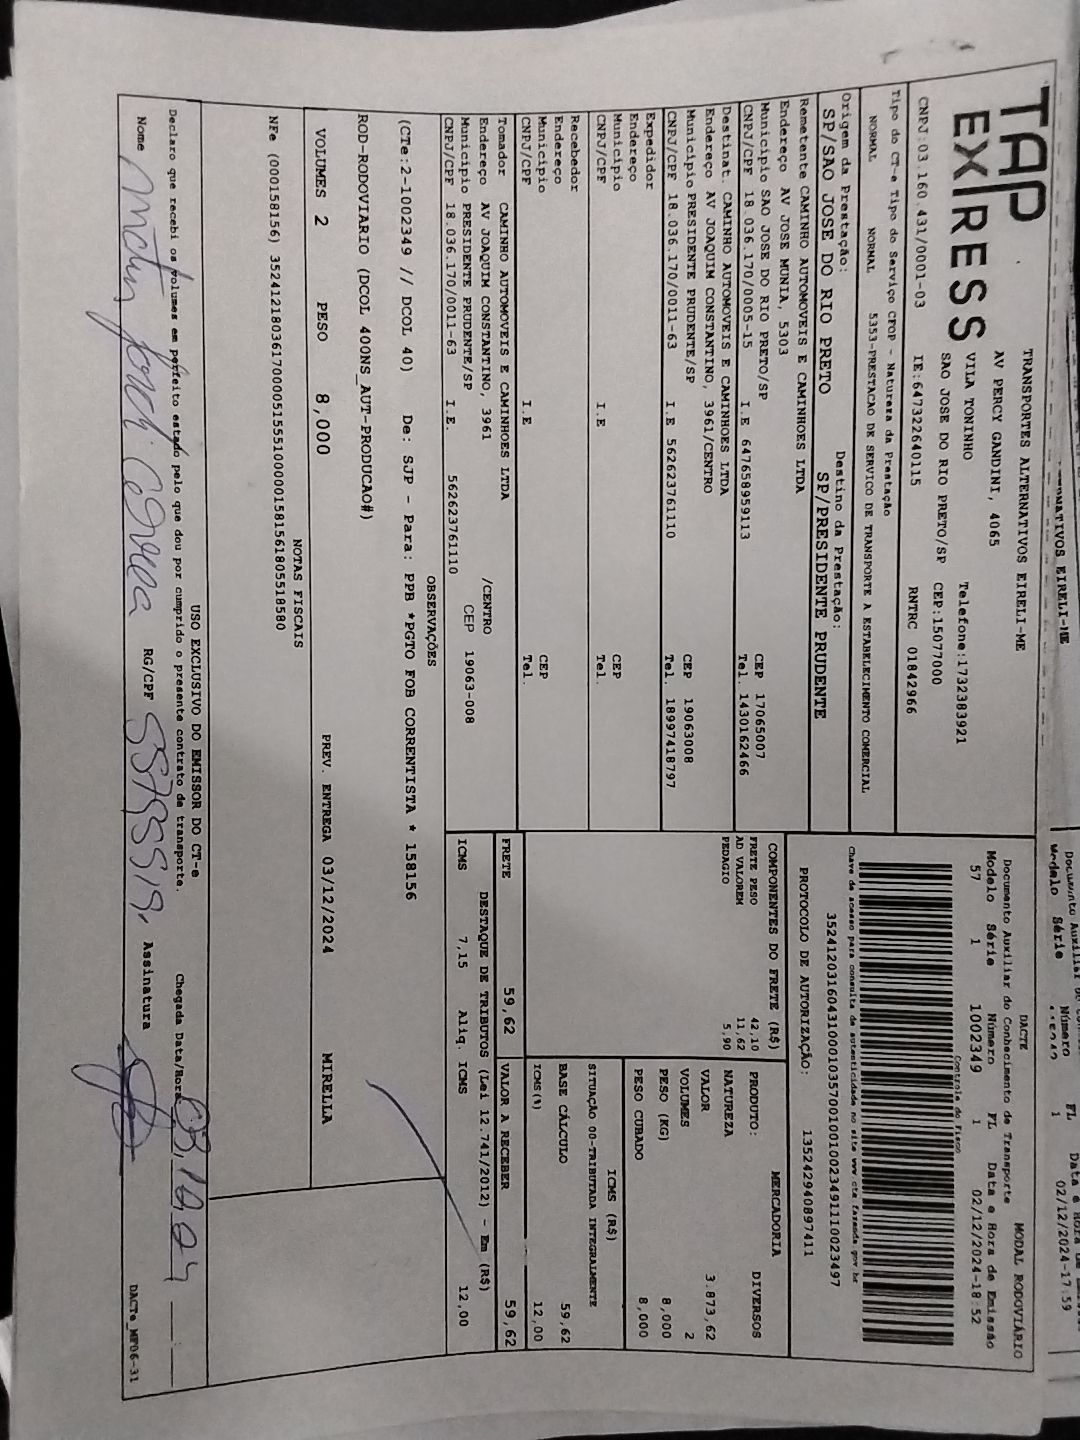 TAP
EXPRESS
TRANSPORTES ALTERNATIVOS EIRELI-ME
AV PERCY GANDINI, 4065
VILA TONINHO Telefone:1732383921
SAO JOSE DO RIO PRETO/SP CEP:15077000
CNPJ:03.160.431/0001-03 IE:647322640115 RNTRC 01842966
DACTE MODAL RODOVIÁRIO
Documento Auxiliar do Conhecimento de Transporte
Modelo Série Número FL Data e Hora de Emissão
57 1 1002349 1 02/12/2024-18:52
Controle do Fisco
Tipo do CT-e Tipo do Serviço CFOP - Natureza da Prestação
NORMAL NORMAL 5353-PRESTACAO DE SERVICO DE TRANSPORTE A ESTABELECIMENTO COMERCIAL
Chave de acesso para consulta de autenticidade no site www.cte.fazenda.gov.br
Origem da Prestação: Destino da Prestação:
SP/SAO JOSE DO RIO PRETO SP/PRESIDENTE PRUDENTE
PROTOCOLO DE AUTORIZAÇÃO: 135242940897411
Remetente CAMINHO AUTOMOVEIS E CAMINHOES LTDA
Endereço AV JOSE MUNIA, 5303
Município SAO JOSE DO RIO PRETO/SP CEP 17065007
CNPJ/CPF 18.036.170/0005-15 I.E 647658959113 Tel. 1430162466
Destinat. CAMINHO AUTOMOVEIS E CAMINHOES LTDA
Endereço AV JOAQUIM CONSTANTINO, 3961/CENTRO
Município PRESIDENTE PRUDENTE/SP CEP 19063008
CNPJ/CPF 18.036.170/0011-63 I.E 562623761110 Tel. 18997418797
Expedidor
Endereço
Município CEP
CNPJ/CPF I.E Tel.
Recebedor
Endereço
Município CEP
CNPJ/CPF I.E Tel.
Tomador CAMINHO AUTOMOVEIS E CAMINHOES LTDA
Endereço AV JOAQUIM CONSTANTINO, 3961 /CENTRO
Município PRESIDENTE PRUDENTE/SP CEP 19063-008
CNPJ/CPF 18.036.170/0011-63 I.E. 562623761110
COMPONENTES DO FRETE (R$)
FRETE PESO 42,10
AD VALOREM 11,62
PEDAGIO 5,90
MERCADORIA
PRODUTO: DIVERSOS
NATUREZA
VALOR 3.873,62
VOLUMES 2
PESO (KG) 8,000
PESO CUBADO 8,000
ICMS (R$)
SITUAÇÃO 00-TRIBUTADA INTEGRALMENTE
BASE CÁLCULO 59,62
ICMS(%) 12,00
FRETE 59,62 VALOR A RECEBER 59,62
DESTAQUE DE TRIBUTOS (Lei 12.741/2012) - Em (R$)
ICMS 7,15 Alíq. ICMS 12,00
OBSERVAÇÕES
(CTe:2-1002349 // DCOL 40) De: SJP - Para: PPB *PGTO FOB CORRENTISTA * 158156
ROD-RODOVIARIO (DCOL 400NS_AUT-PRODUCAO#)
VOLUMES 2 PESO 8,000 PREV. ENTREGA 03/12/2024 MIRELLA
NOTAS FISCAIS
USO EXCLUSIVO DO EMISSOR DO CT-e
Declaro que recebi os volumes em perfeito estado pelo que dou por cumprido o presente contrato de transporte. Chegada Data/Hora 03,12,24
Nome RG/CPF Assinatura
DACTe_MF06-31